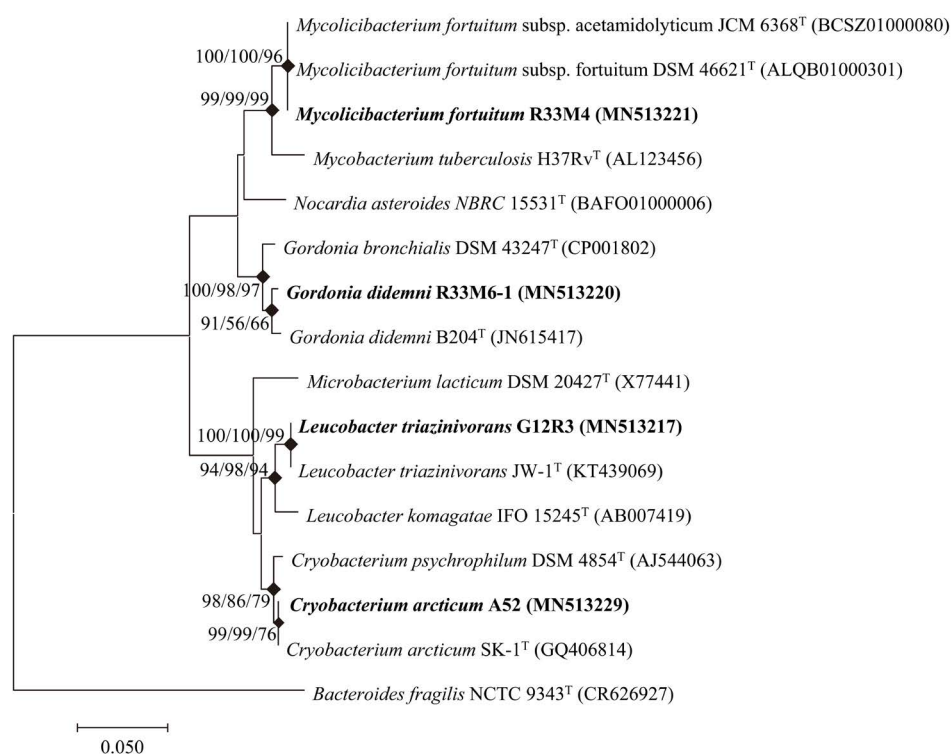 Mycolicibacterium fortuitum subsp. acetamidolyticum JCM 6368ᵀ (BCSZ01000080)
100/100/96
Mycolicibacterium fortuitum subsp. fortuitum DSM 46621ᵀ (ALQB01000301)
99/99/99
Mycolicibacterium fortuitum R33M4 (MN513221)
Mycobacterium tuberculosis H37Rvᵀ (AL123456)
Nocardia asteroides NBRC 15531ᵀ (BAFO01000006)
Gordonia bronchialis DSM 43247ᵀ (CP001802)
100/98/97
Gordonia didemni R33M6-1 (MN513220)
91/56/66
Gordonia didemni B204ᵀ (JN615417)
Microbacterium lacticum DSM 20427ᵀ (X77441)
Leucobacter triazinivorans G12R3 (MN513217)
100/100/99
94/98/94
Leucobacter triazinivorans JW-1ᵀ (KT439069)
Leucobacter komagatae IFO 15245ᵀ (AB007419)
Cryobacterium psychrophilum DSM 4854ᵀ (AJ544063)
98/86/79
Cryobacterium arcticum A52 (MN513229)
99/99/76
Cryobacterium arcticum SK-1ᵀ (GQ406814)
Bacteroides fragilis NCTC 9343ᵀ (CR626927)
0.050